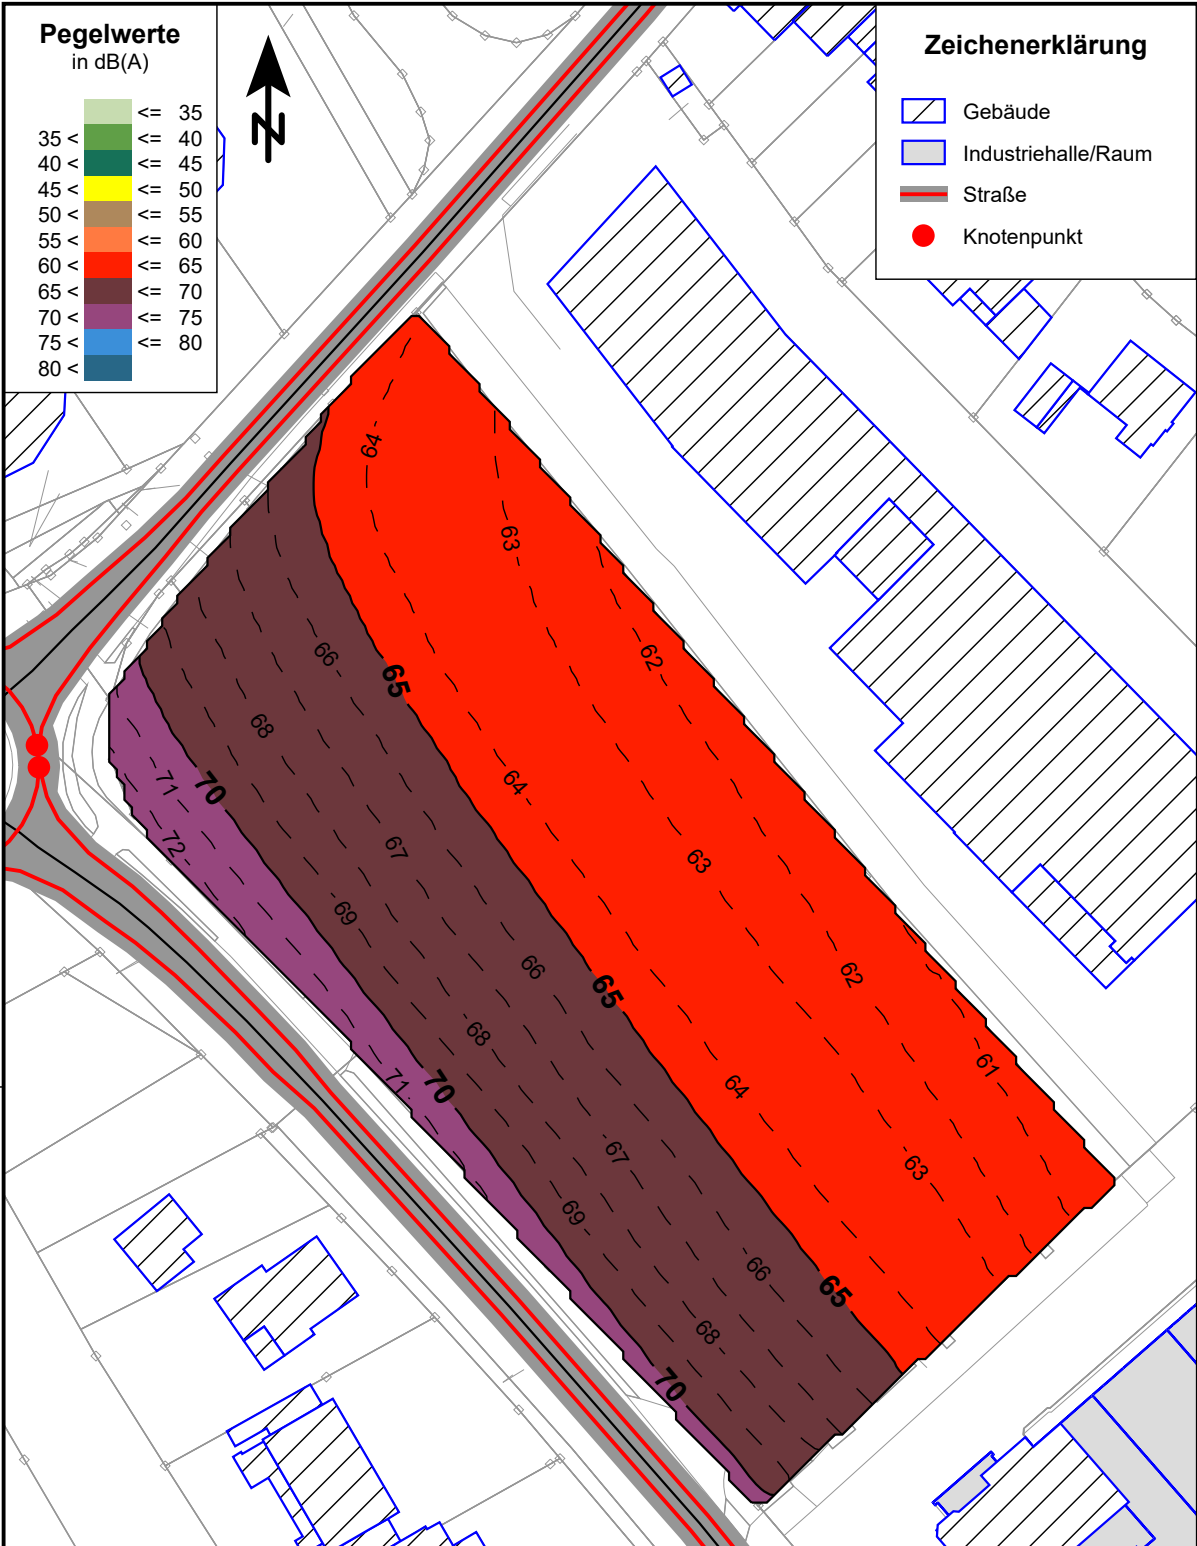 Pegelwerte
in dB(A)
<= 35
35 < <= 40
40 < <= 45
45 < <= 50
50 < <= 55
55 < <= 60
60 < <= 65
65 < <= 70
70 < <= 75
75 < <= 80
80 <
N
Zeichenerklärung
Gebäude
Industriehalle/Raum
Straße
Knotenpunkt
64
63
62
66
65
68
71
70
64
72
67
63
69
66
62
65
68
61
71
70
64
67
63
69
66
65
68
70